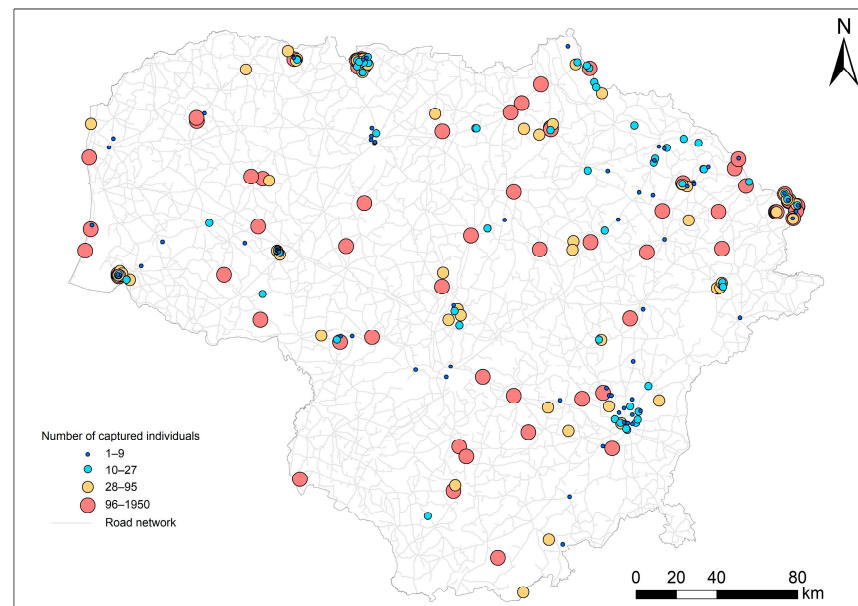 N
Number of captured individuals
1–9
10–27
28–95
96–1950
Road network
0 20 40 80
km